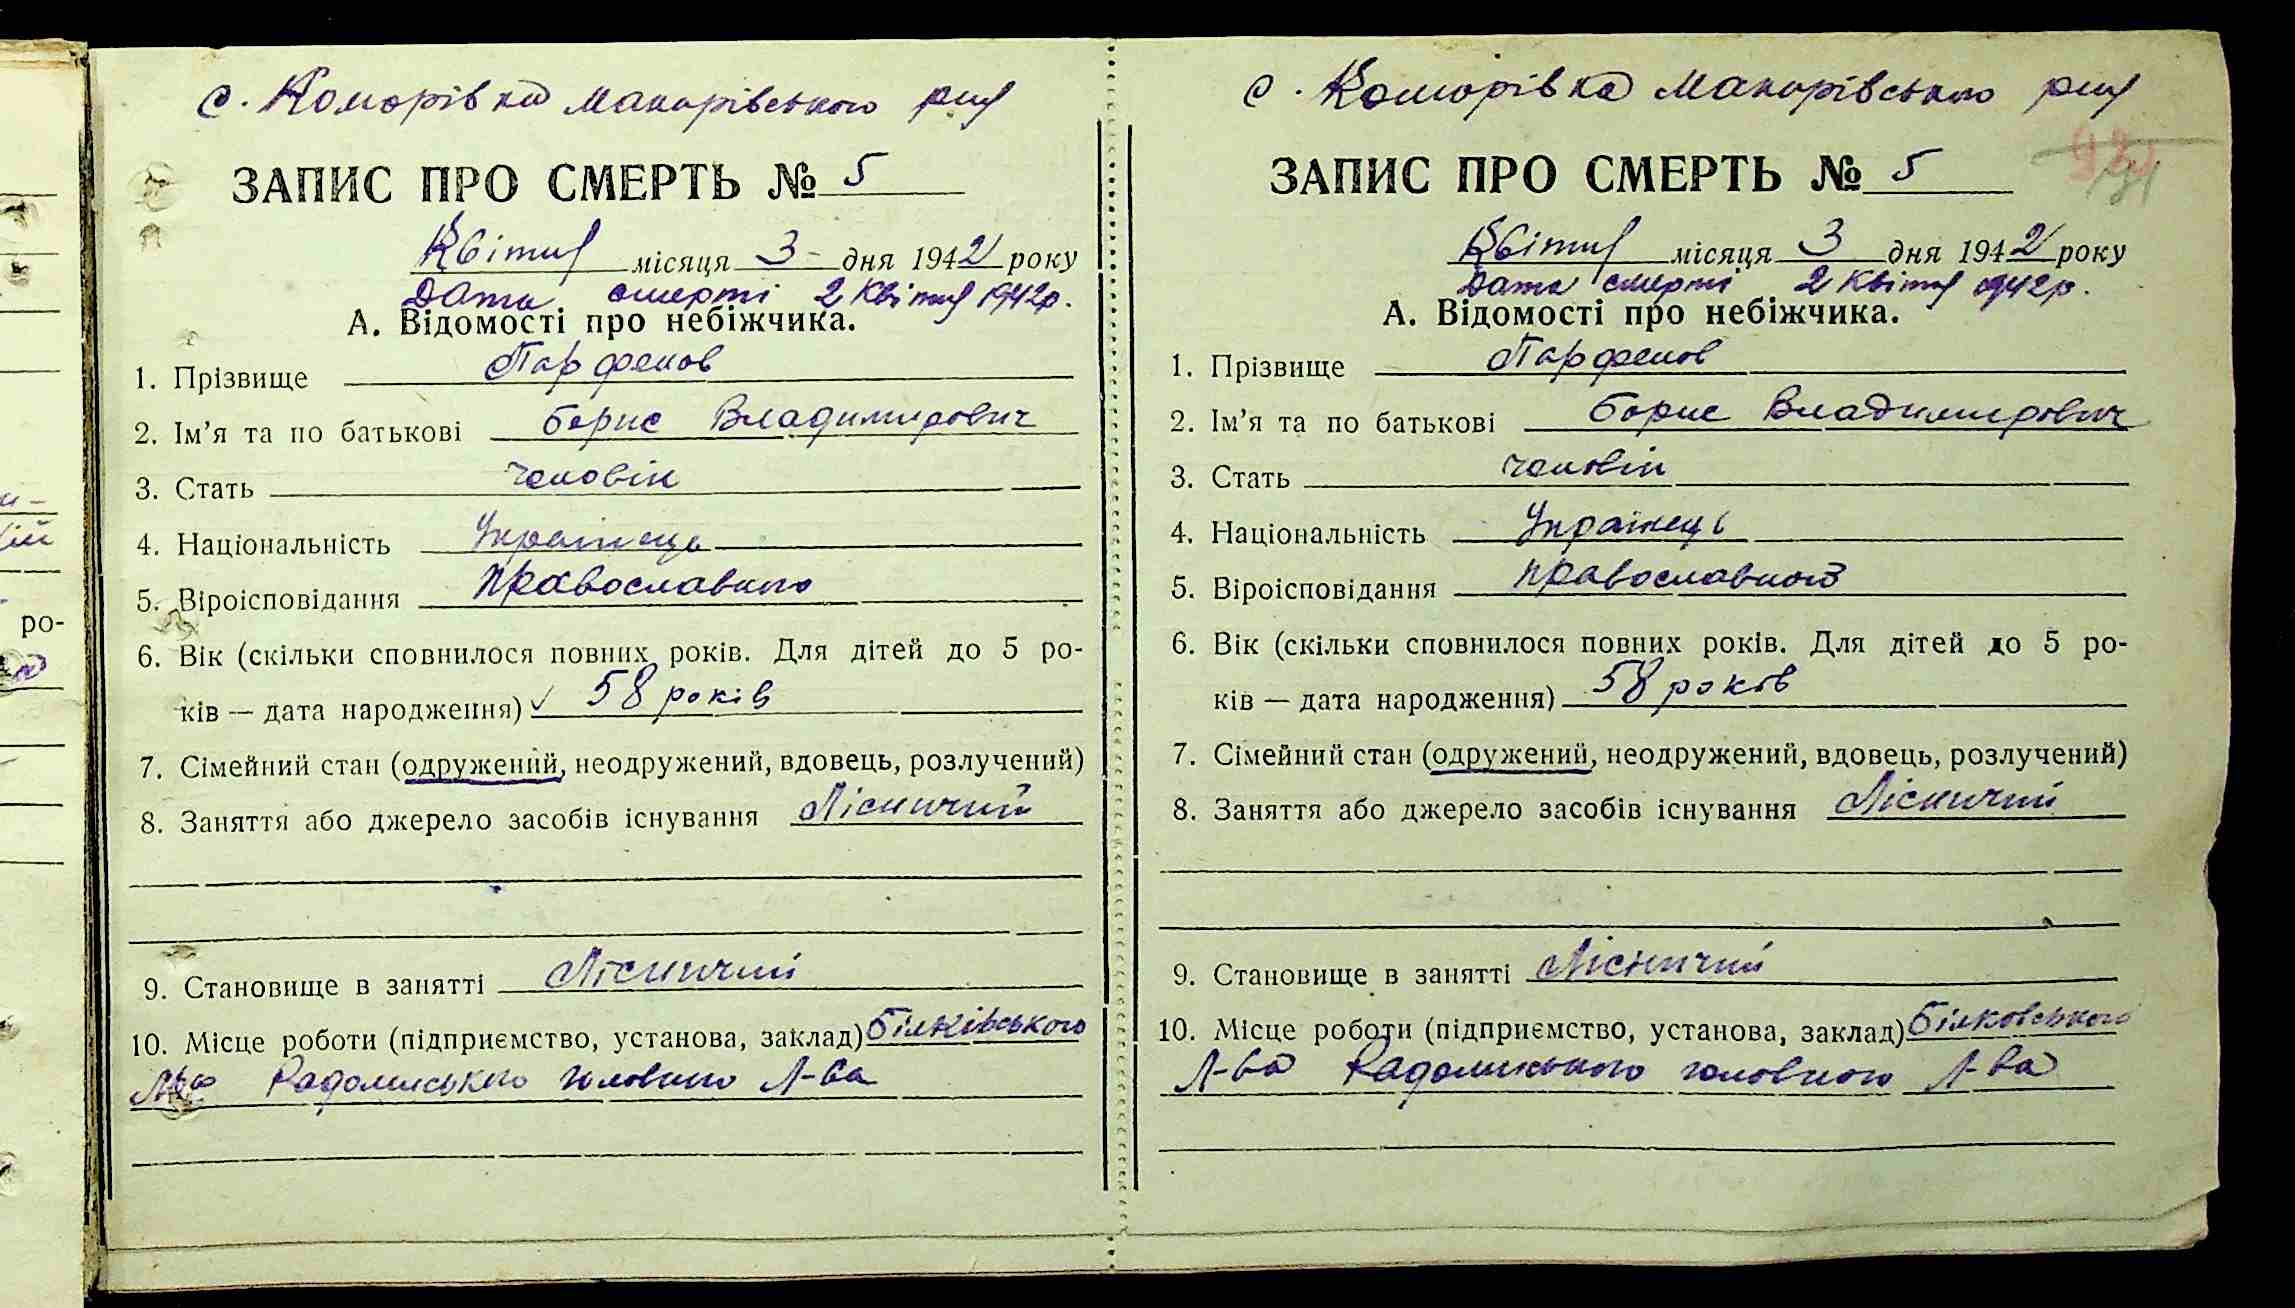 с. Коморівка Макарівського р-ну
ЗАПИС ПРО СМЕРТЬ № 5
Квітня місяця 3 дня 1942 року
Дата смерті 2 Квітня 1942р.
А. Відомості про небіжчика.
1. Прізвище Парфенов
2. Ім'я та по батькові Борис Владимирович
3. Стать чоловік
4. Національність Українець
5. Віроісповідання православного
6. Вік (скільки сповнилося повних років. Для дітей до 5 ро-
ків — дата народження) 58 років
7. Сімейний стан (одружений, неодружений, вдовець, розлучений)
8. Заняття або джерело засобів існування Лісничий
9. Становище в занятті Лісничий
10. Місце роботи (підприємство, установа, заклад) Білківського
Л-ва Радомиського головного Л-ва
с. Коморівка Макарівського р-ну
ЗАПИС ПРО СМЕРТЬ № 5
Квітня місяця 3 дня 1942 року
Дата смерті 2 Квітня 1942р.
А. Відомості про небіжчика.
1. Прізвище Парфенов
2. Ім'я та по батькові Борис Владимирович
3. Стать чоловік
4. Національність Українець
5. Віроісповідання православного
6. Вік (скільки сповнилося повних років. Для дітей до 5 ро-
ків — дата народження) 58 років
7. Сімейний стан (одружений, неодружений, вдовець, розлучений)
8. Заняття або джерело засобів існування Лісничий
9. Становище в занятті Лісничий
10. Місце роботи (підприємство, установа, заклад) Білковського
Л-ва Радомиського головного Л-ва
ро-